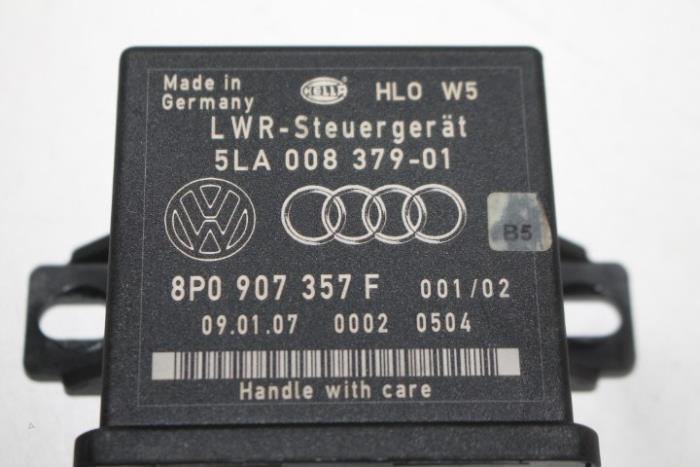 Made in
Germany
HELLA
HLO W5
LWR-Steuergerät
5LA 008 379-01
B5
8P0 907 357 F 001/02
09.01.07 0002 0504
Handle with care